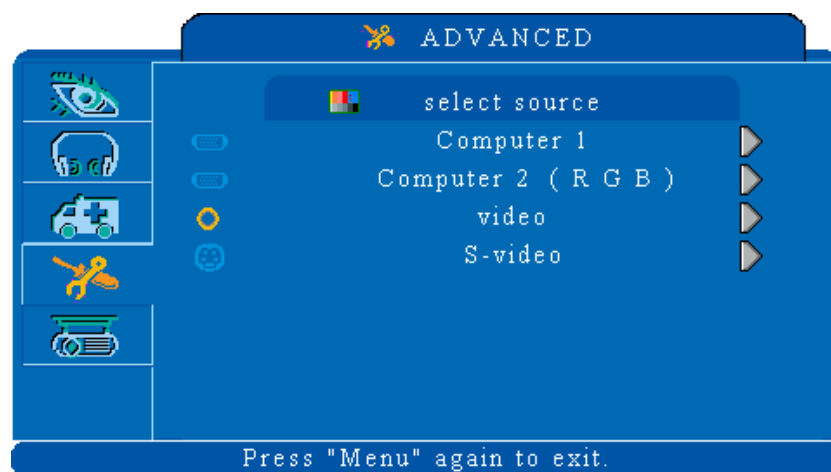 ADVANCED
select source
Computer 1
Computer 2 ( R G B )
video
S-video
Press "Menu" again to exit.